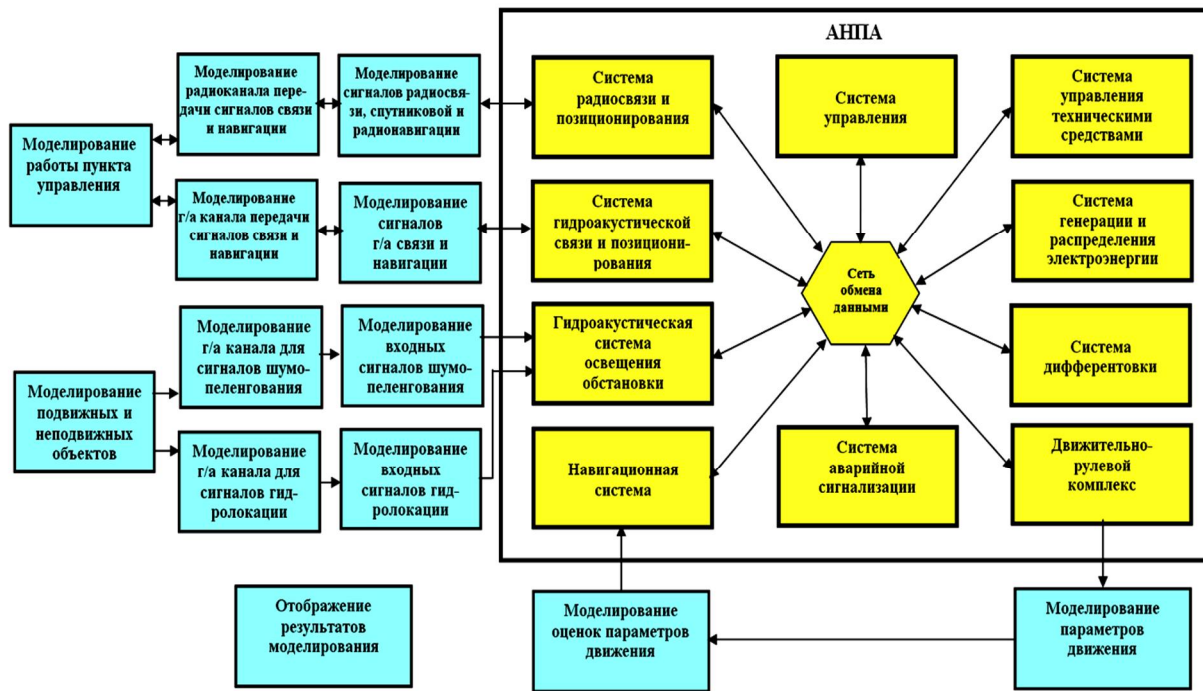 АНПА
Моделирование
радиоканала пере-
дачи сигналов связи
и навигации
Моделирование
сигналов радиосвя-
зи, спутниковой и
радионавигации
Система
радиосвязи и
позиционирования
Система
управления
Система
управления
техническими
средствами
Моделирование
работы пункта
управления
Моделирование
г/а канала передачи
сигналов связи и
навигации
Моделирование
сигналов
г/а связи и
навигации
Система
гидроакустической
связи и позициони-
рования
Система
генерации и
распределения
электроэнергии
Сеть
обмена
данными
Моделирование
г/а канала для
сигналов шумо-
пеленгования
Моделирование
входных
сигналов шумо-
пеленгования
Гидроакустическая
система
освещения
обстановки
Система
дифферентовки
Моделирование
подвижных и
неподвижных
объектов
Моделирование
г/а канала для
сигналов гид-
ролокации
Моделирование
входных
сигналов гид-
ролокации
Навигационная
система
Система
аварийной
сигнализации
Движительно-
рулевой
комплекс
Отображение
результатов
моделирования
Моделирование
оценок параметров
движения
Моделирование
параметров
движения